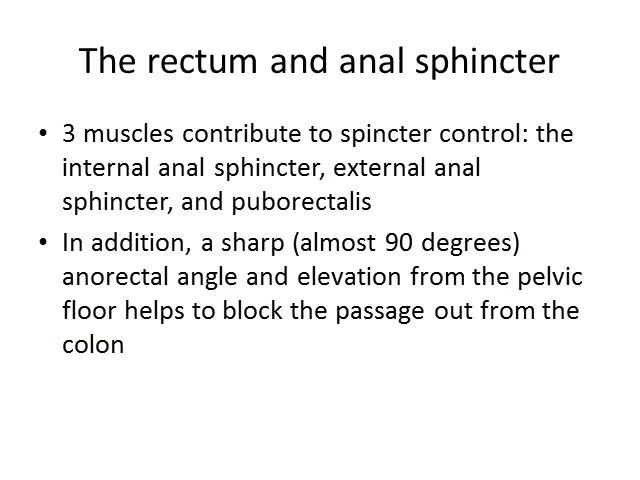 The rectum and anal sphincter
• 3 muscles contribute to spincter control: the
internal anal sphincter, external anal
sphincter, and puborectalis
• In addition, a sharp (almost 90 degrees)
anorectal angle and elevation from the pelvic
floor helps to block the passage out from the
colon